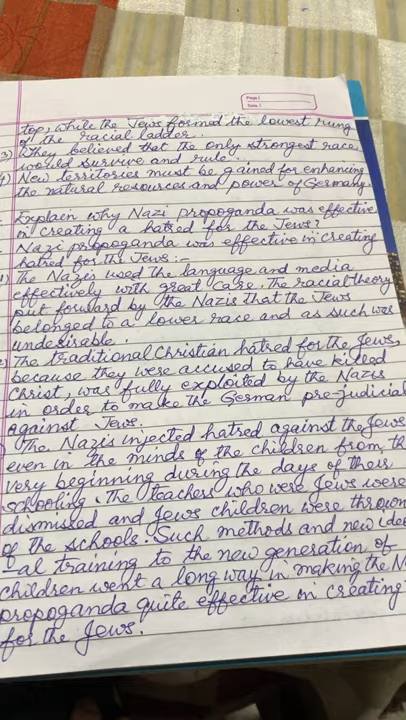 Page:
Date:
top, while the Jews formed the lowest rung
of the racial ladder.
3) They believed that the only strongest race
would survive and rule.
4) New territories must be gained for enhancing
the natural resources and power of Germany.
Explain why Nazi propoganda was effective
in creating a hatred for the Jews?
Nazi propoganda was effective in creating
hatred for the Jews :-
1) The Nazis used the language and media
effectively with great care. The racial theory
put forward by the Nazis that the Jews
belonged to a lower race and as such was
undesirable.
The traditional Christian hatred for the Jews,
because they were accused to have killed
Christ, was fully exploited by the Nazis
in order to make the German pre-judicial
against Jews.
The Nazis injected hatred against the Jews
even in the minds of the children from, th
very beginning during the days of their
schooling. The teachers who were Jews were
dismissed and Jews children were thrown
of the schools. Such methods and new ideo
-al training to the new generation of
children went a long way in making the N
propoganda quite effective in creating
for the Jews.